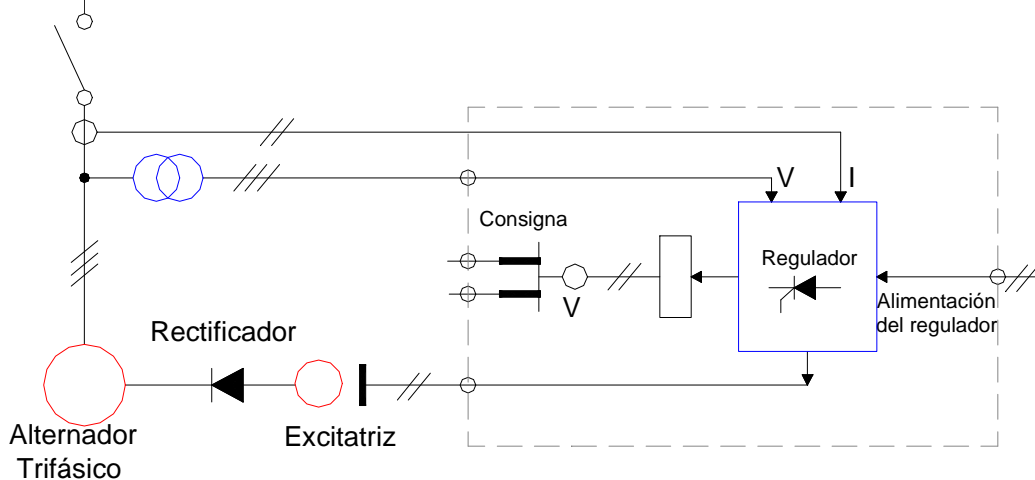 V
I
Consigna
Regulador
V
Alimentación
del regulador
Rectificador
Excitatriz
Alternador
Trifásico